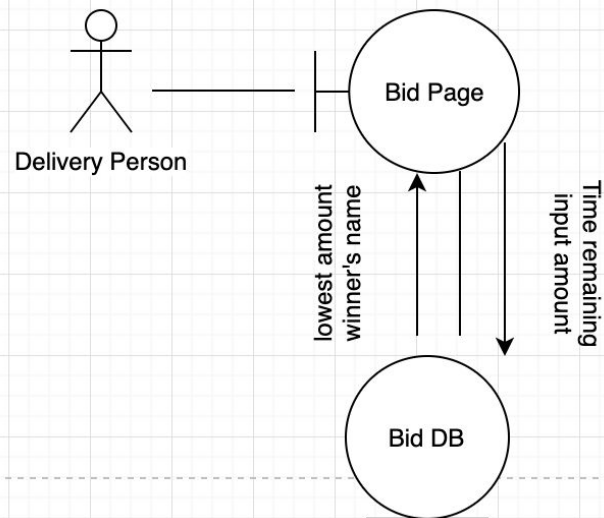 Bid Page
Delivery Person
lowest amount
winner's name
Time remaining
input amount
Bid DB